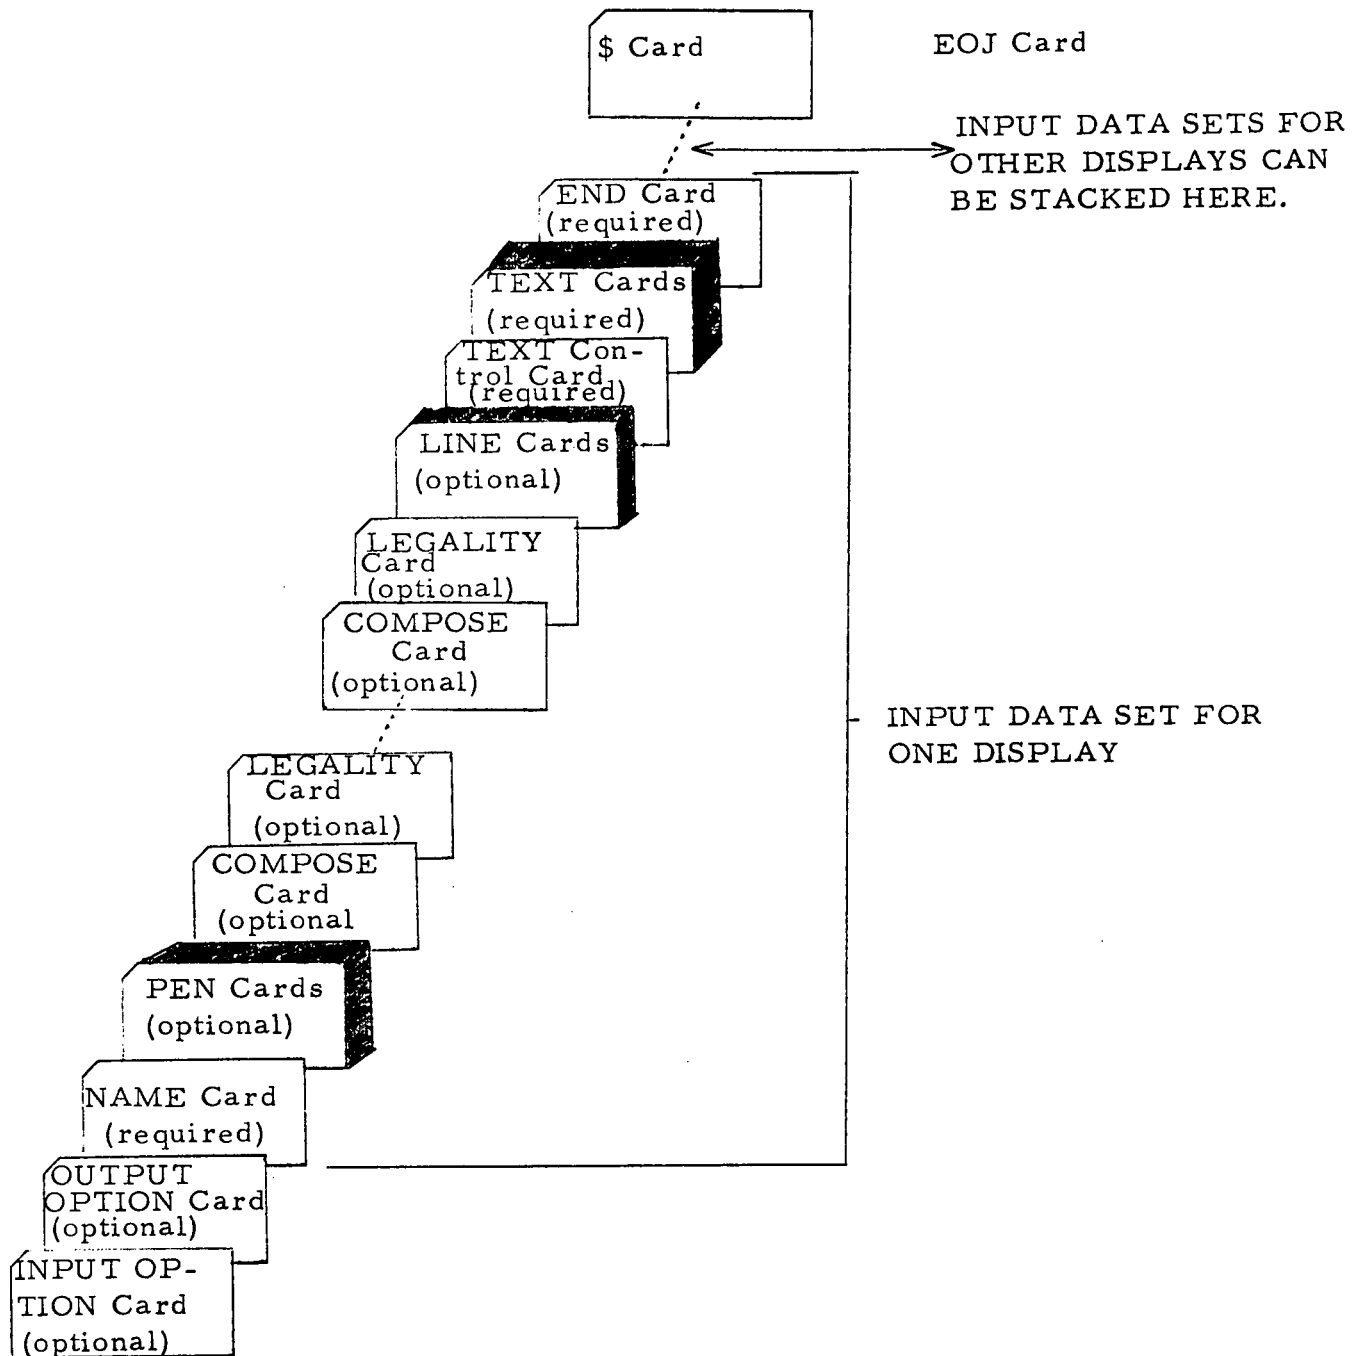 $ Card
EOJ Card
INPUT DATA SETS FOR
OTHER DISPLAYS CAN
BE STACKED HERE.
END Card
(required)
TEXT Cards
(required)
TEXT Con-
trol Card
(required)
LINE Cards
(optional)
LEGALITY
Card
(optional)
COMPOSE
Card
(optional)
INPUT DATA SET FOR
ONE DISPLAY
LEGALITY
Card
(optional)
COMPOSE
Card
(optional
PEN Cards
(optional)
NAME Card
(required)
OUTPUT
OPTION Card
(optional)
INPUT OP-
TION Card
(optional)